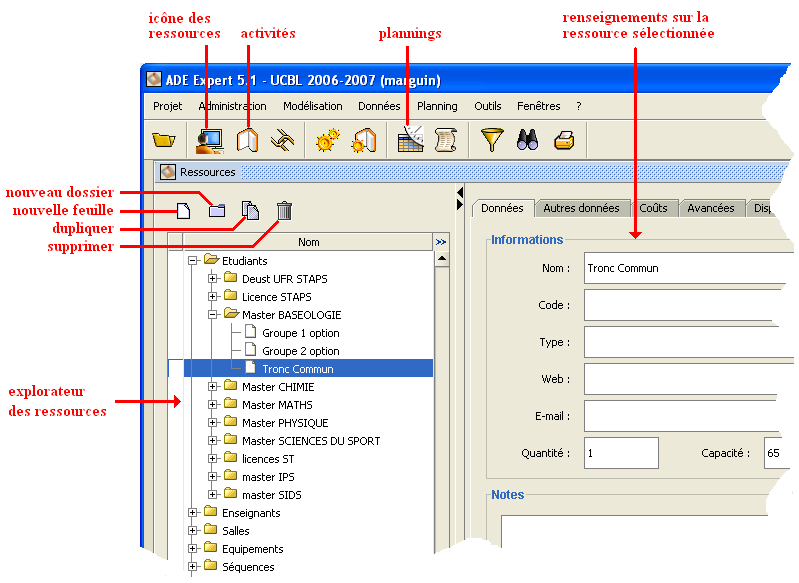 icône des
ressources
activités
plannings
renseignements sur la
ressource sélectionnée
ADE Expert 5.1 - UCBL 2006-2007 (marguin)
Projet Administration Modélisation Données Planning Outils Fenêtres ?
Ressources
nouveau dossier
nouvelle feuille
dupliquer
supprimer
Nom
Etudiants
Deust UFR STAPS
Licence STAPS
Master BASEOLOGIE
Groupe 1 option
Groupe 2 option
Tronc Commun
Master CHIMIE
Master MATHS
Master PHYSIQUE
Master SCIENCES DU SPORT
licences ST
master IPS
master SIDS
Enseignants
Salles
Equipements
Séquences
explorateur
des ressources
Données Autres données Coûts Avancées Disp
Informations
Nom : Tronc Commun
Code :
Type :
Web :
E-mail :
Quantité : 1 Capacité : 65
Notes